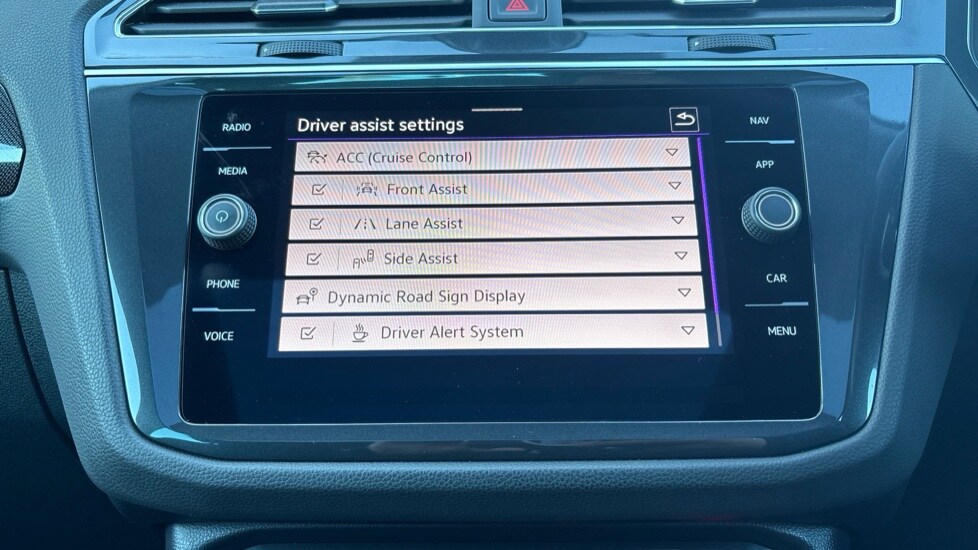 RADIO
MEDIA
PHONE
VOICE
Driver assist settings
ACC (Cruise Control)
Front Assist
Lane Assist
Side Assist
Dynamic Road Sign Display
Driver Alert System
NAV
APP
CAR
MENU